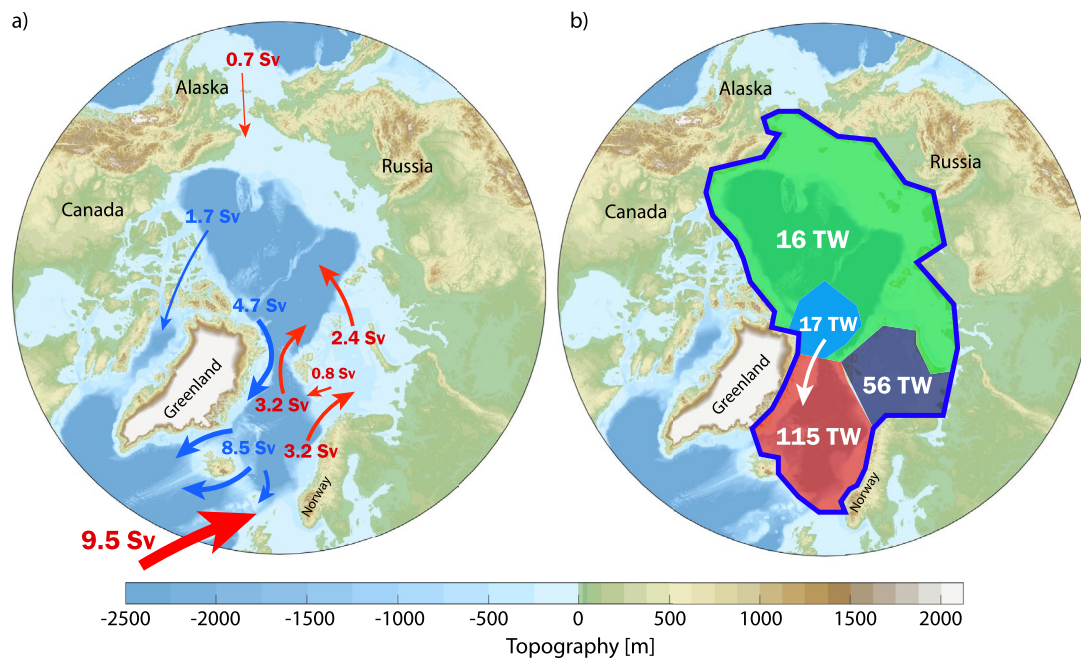 a)
0.7 Sv
Alaska
Russia
Canada
1.7 Sv
4.7 Sv
2.4 Sv
0.8 Sv
3.2 Sv
Greenland
8.5 Sv
3.2 Sv
Norway
9.5 Sv
b)
Alaska
Russia
Canada
16 TW
17 TW
56 TW
Greenland
115 TW
Norway
-2500 -2000 -1500 -1000 -500 0 500 1000 1500 2000
Topography [m]